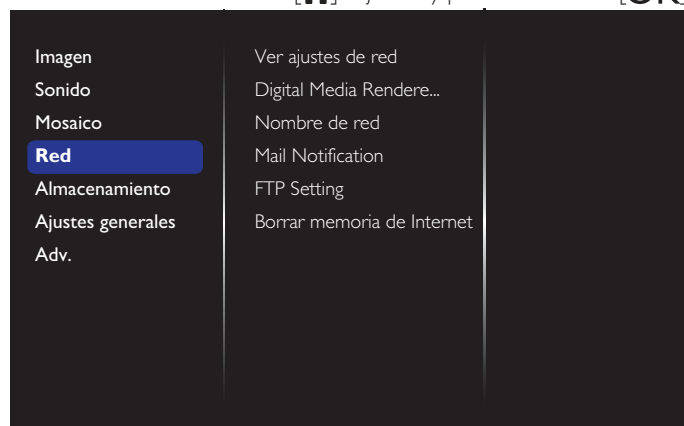 Imagen
Sonido
Mosaico
Red
Almacenamiento
Ajustes generales
Adv.
Ver ajustes de red
Digital Media Rendere...
Nombre de red
Mail Notification
FTP Setting
Borrar memoria de Internet